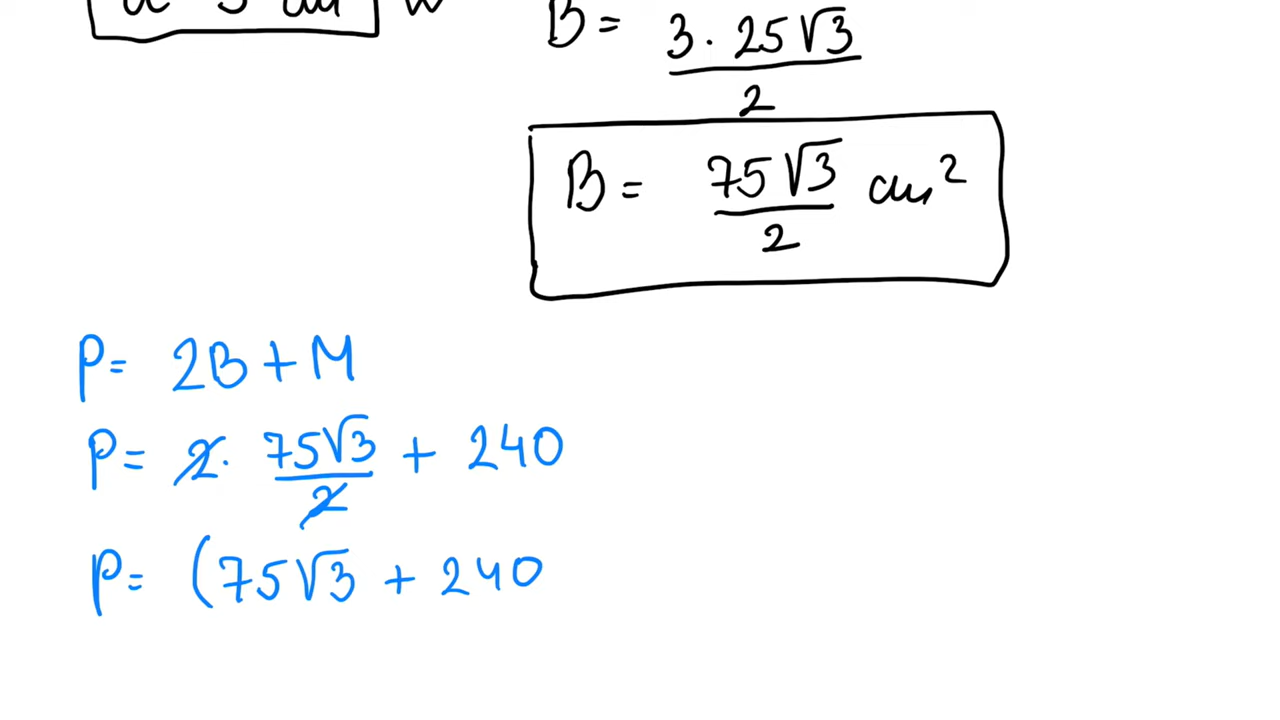 B = 3 · 25√3 / 2
B = 75√3 / 2 cm²
P = 2B + M
P = 2 · 75√3 / 2 + 240
P = (75√3 + 240